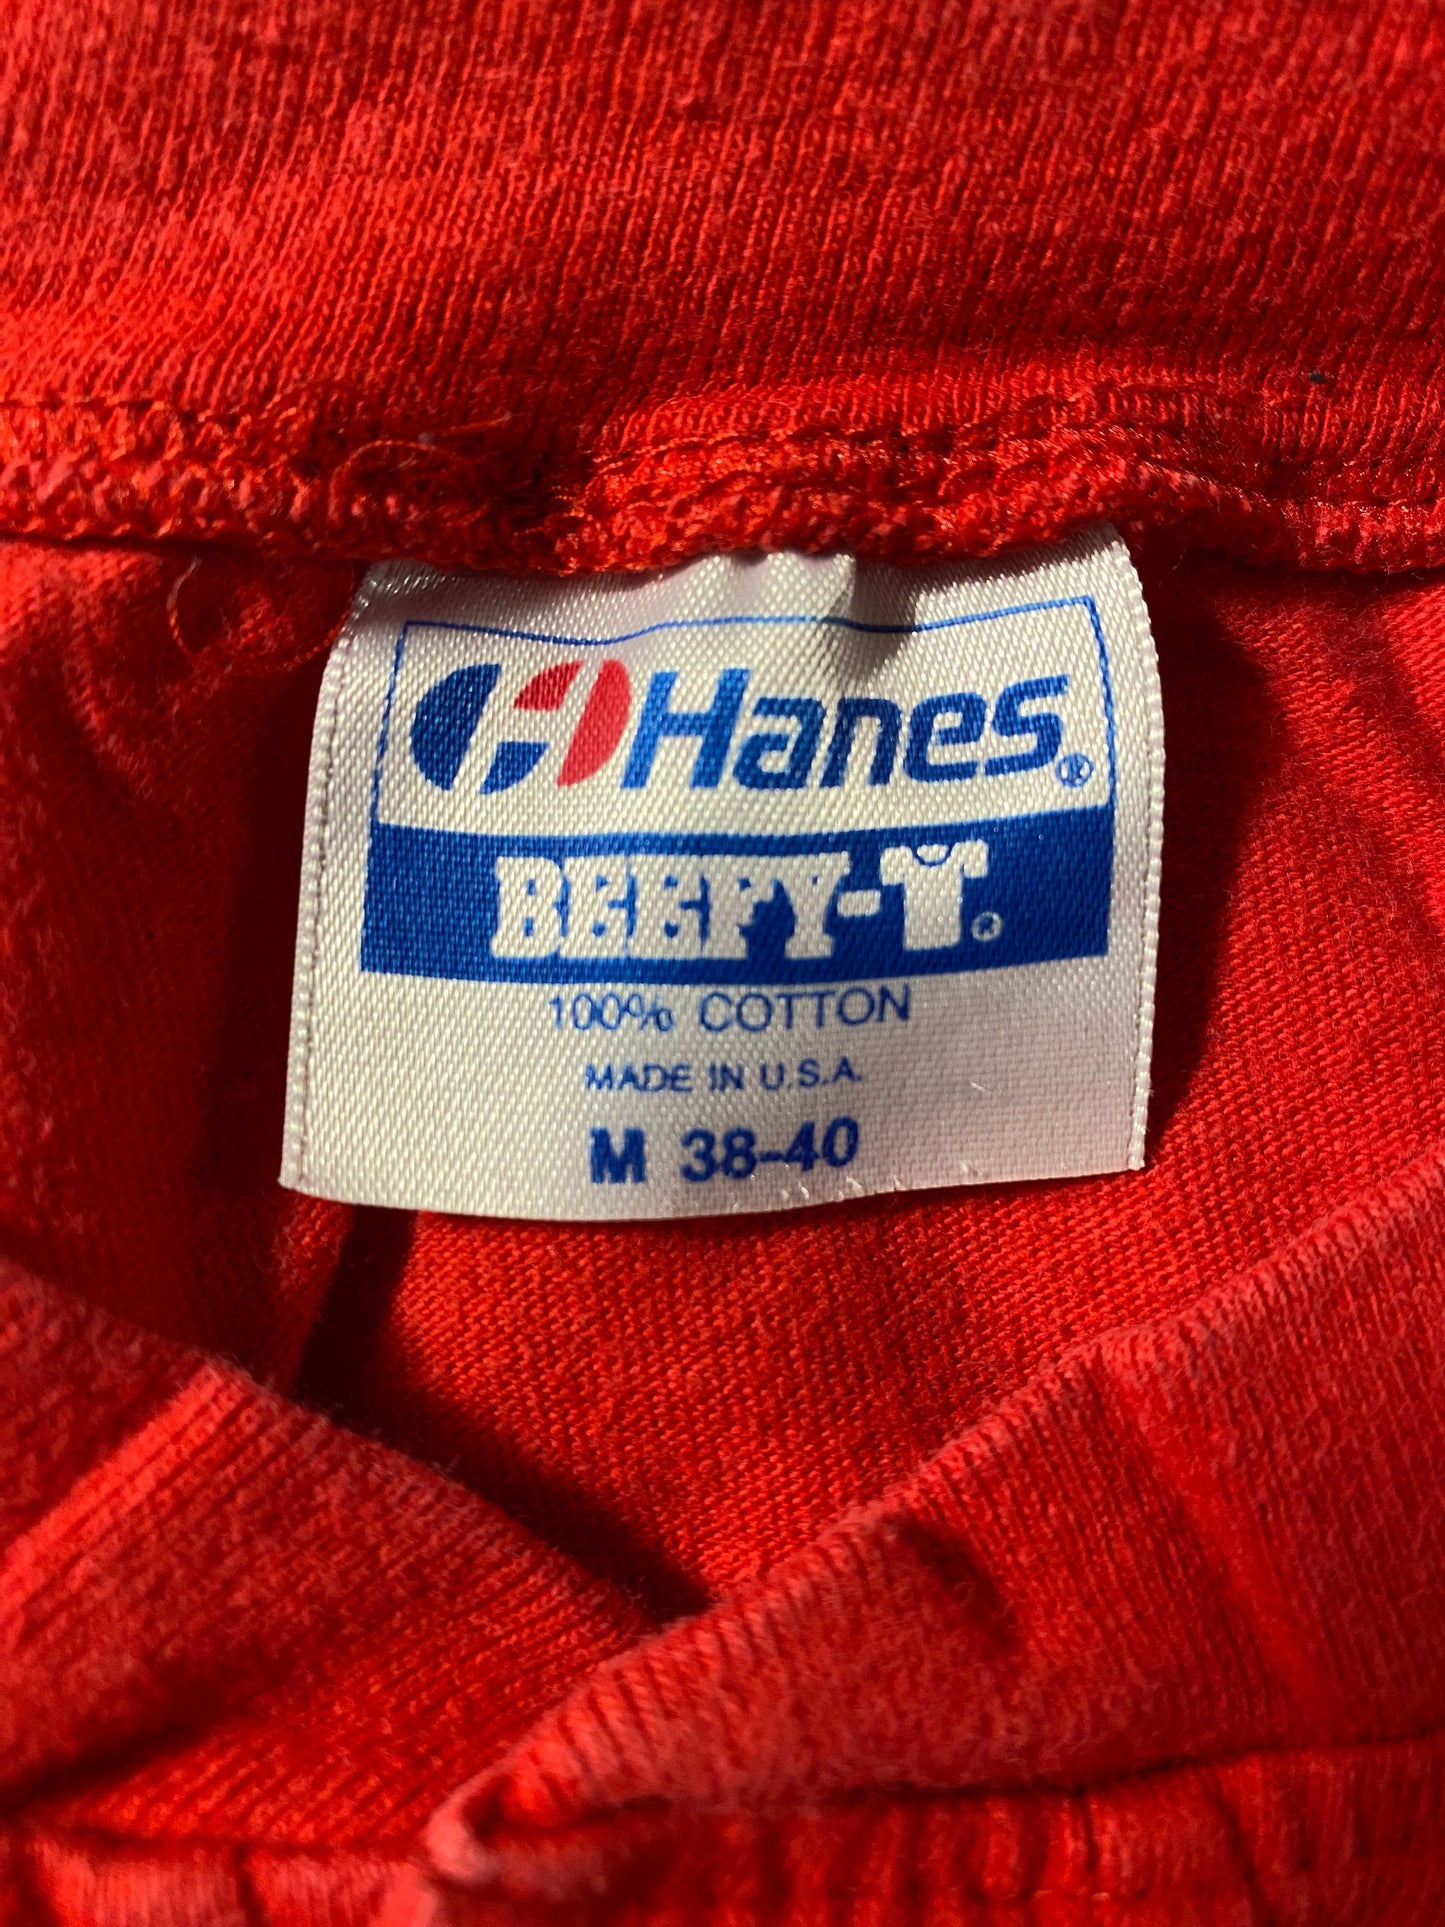 Hanes®
BEEFY-T®
100% COTTON
MADE IN U.S.A.
M 38-40